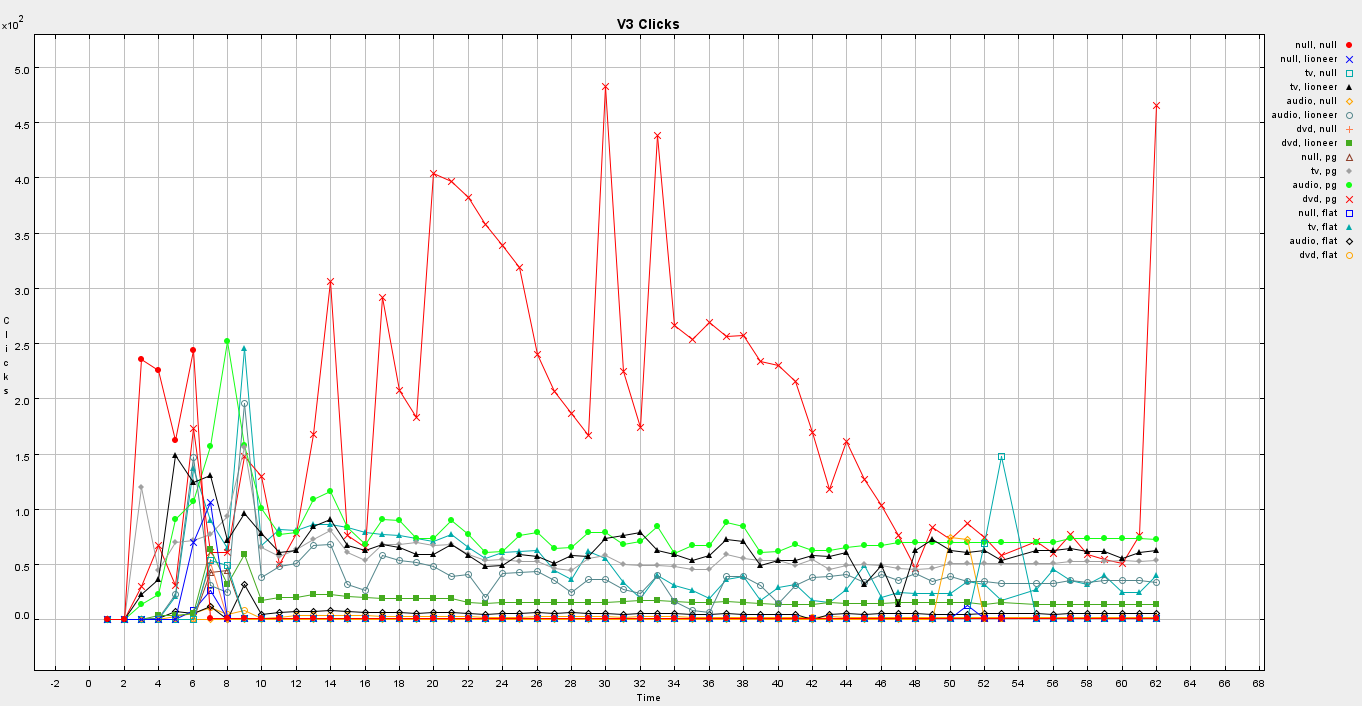 V3 Clicks
x10²
5.0
4.5
4.0
3.5
3.0
2.5
2.0
1.5
1.0
0.5
0.0
Clicks
-2 0 2 4 6 8 10 12 14 16 18 20 22 24 26 28 30 32 34 36 38 40 42 44 46 48 50 52 54 56 58 60 62 64 66 68
Time
null, null
null, lioneer
tv, null
tv, lioneer
audio, null
audio, lioneer
dvd, null
dvd, lioneer
null, pg
tv, pg
audio, pg
dvd, pg
null, flat
tv, flat
audio, flat
dvd, flat